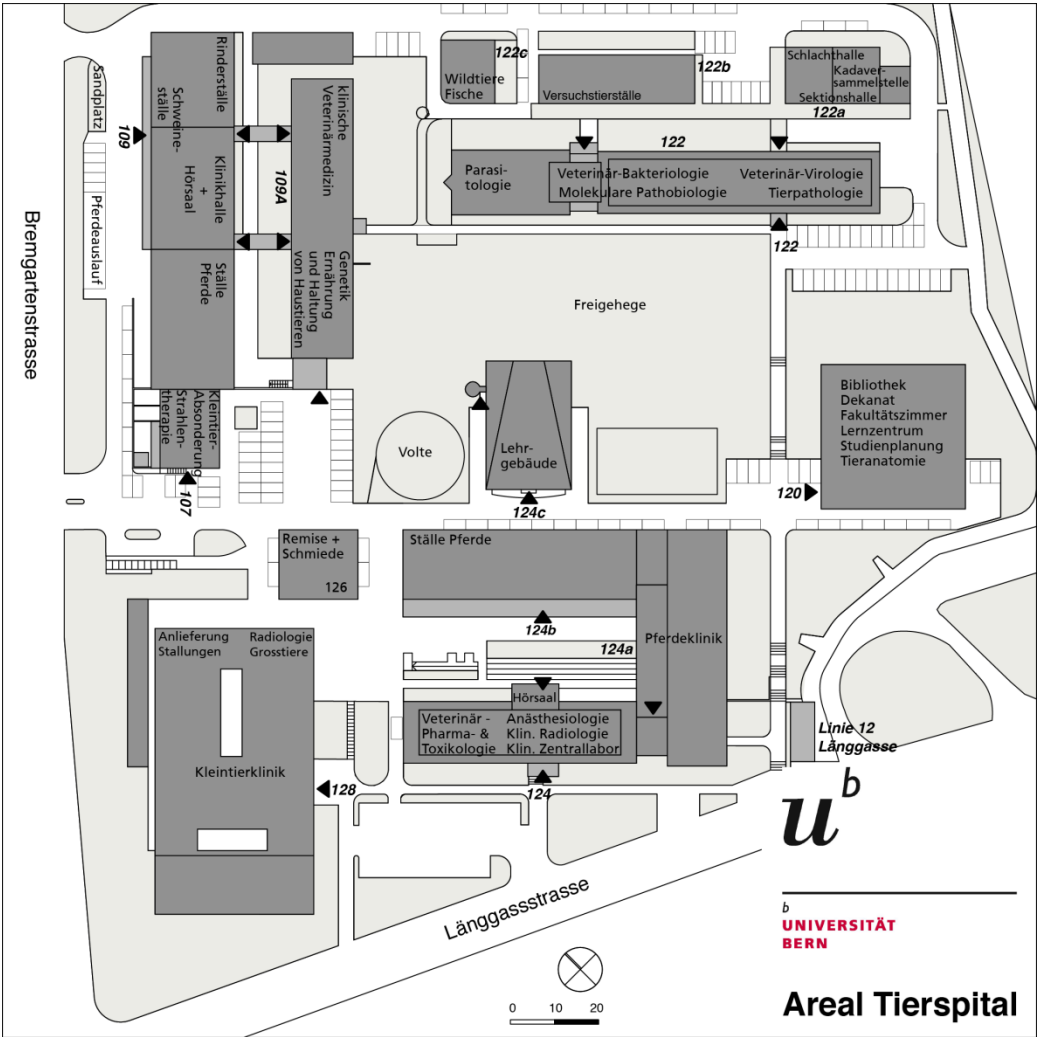 Rinderställe
Schweine-
ställe
Klinikhalle
+
Hörsaal
Ställe
Pferde
klinische
Veterinärmedizin
Genetik
Ernährung
und Haltung
von Haustieren
109
109A
Sandplatz
Pferdeauslauf
Bremgartenstrasse
Wildtiere
Fische
122c
Versuchstierställe
122b
Schlachthalle
Kadaver-
sammelstelle
Sektionshalle
122a
122
Parasi-
tologie
Veterinär-Bakteriologie
Molekulare Pathobiologie
Veterinär-Virologie
Tierpathologie
122
Freigehege
Kleintier-
Absonderung
Strahlen-
therapie
107
Volte
Lehr-
gebäude
124c
Bibliothek
Dekanat
Fakultätszimmer
Lernzentrum
Studienplanung
Tieranatomie
120
Remise +
Schmiede
126
Ställe Pferde
124b
124a
Pferdeklinik
Anlieferung
Stallungen
Radiologie
Grosstiere
Kleintierklinik
128
Hörsaal
Veterinär -
Pharma- &
Toxikologie
Anästhesiologie
Klin. Radiologie
Klin. Zentrallabor
124
Linie 12
Länggasse
Länggassstrasse
u b
b
UNIVERSITÄT
BERN
0 10 20
Areal Tierspital